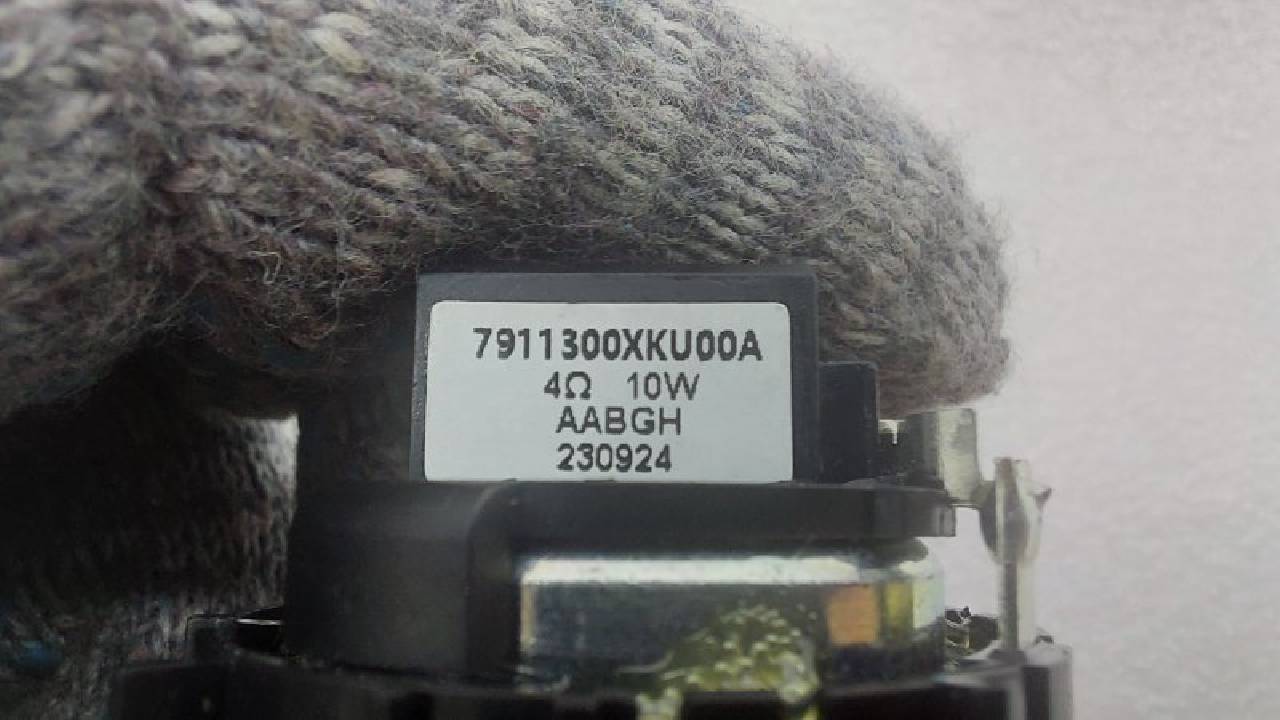 7911300XKU00A
4Ω 10W
AABGH
230924